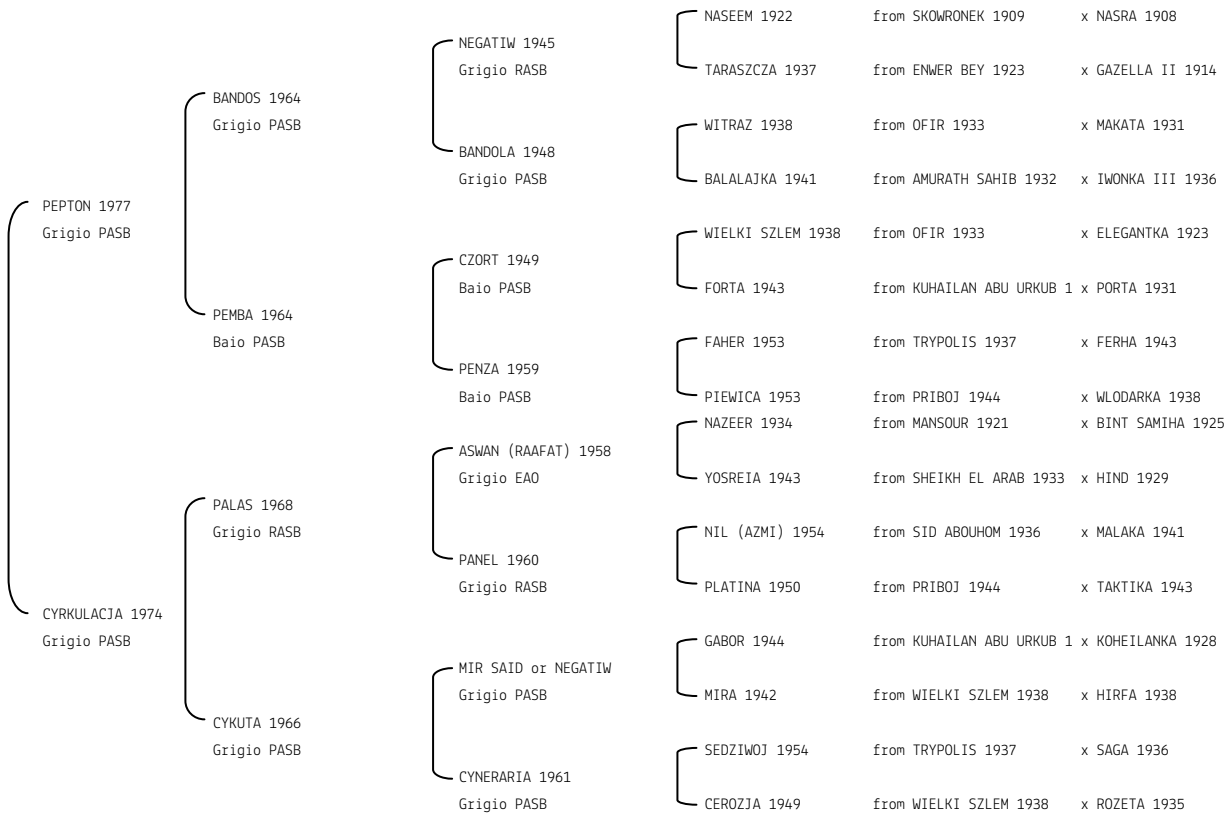 NASEEM 1922 from SKOWRONEK 1909 x NASRA 1908
NEGATIW 1945
Grigio RASB
TARASZCZA 1937 from ENWER BEY 1923 x GAZELLA II 1914
BANDOS 1964
Grigio PASB
WITRAZ 1938 from OFIR 1933 x MAKATA 1931
BANDOLA 1948
Grigio PASB
BALALAJKA 1941 from AMURATH SAHIB 1932 x IWONKA III 1936
PEPTON 1977
Grigio PASB
WIELKI SZLEM 1938 from OFIR 1933 x ELEGANTKA 1923
CZORT 1949
Baio PASB
FORTA 1943 from KUHAILAN ABU URKUB 1 x PORTA 1931
PEMBA 1964
Baio PASB
FAHER 1953 from TRYPOLIS 1937 x FERHA 1943
PENZA 1959
Baio PASB
PIEWICA 1953 from PRIBOJ 1944 x WLODARKA 1938
NAZEER 1934 from MANSOUR 1921 x BINT SAMIHA 1925
ASWAN (RAAFAT) 1958
Grigio EAO
YOSREIA 1943 from SHEIKH EL ARAB 1933 x HIND 1929
PALAS 1968
Grigio RASB
NIL (AZMI) 1954 from SID ABOUHOM 1936 x MALAKA 1941
PANEL 1960
Grigio RASB
PLATINA 1950 from PRIBOJ 1944 x TAKTIKA 1943
CYRKULACJA 1974
Grigio PASB
GABOR 1944 from KUHAILAN ABU URKUB 1 x KOHEILANKA 1928
MIR SAID or NEGATIW
Grigio PASB
MIRA 1942 from WIELKI SZLEM 1938 x HIRFA 1938
CYKUTA 1966
Grigio PASB
SEDZIWOJ 1954 from TRYPOLIS 1937 x SAGA 1936
CYNERARIA 1961
Grigio PASB
CEROZJA 1949 from WIELKI SZLEM 1938 x ROZETA 1935